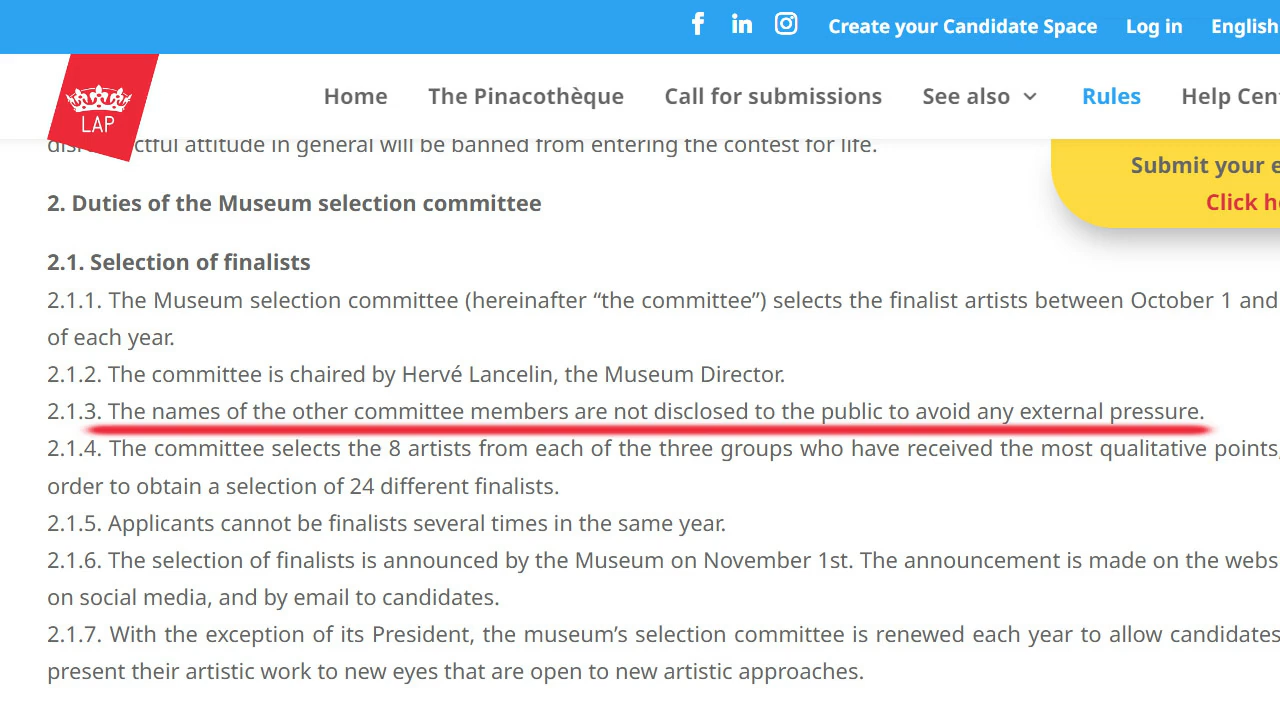 Create your Candidate Space Log in English
LAP
Home The Pinacothèque Call for submissions See also Rules Help Cen
attitude in general will be banned from entering the contest for life.
Submit your e
Click h
2. Duties of the Museum selection committee
2.1. Selection of finalists
2.1.1. The Museum selection committee (hereinafter “the committee”) selects the finalist artists between October 1 and
of each year.
2.1.2. The committee is chaired by Hervé Lancelin, the Museum Director.
2.1.3. The names of the other committee members are not disclosed to the public to avoid any external pressure.
2.1.4. The committee selects the 8 artists from each of the three groups who have received the most qualitative points,
order to obtain a selection of 24 different finalists.
2.1.5. Applicants cannot be finalists several times in the same year.
2.1.6. The selection of finalists is announced by the Museum on November 1st. The announcement is made on the webs
on social media, and by email to candidates.
2.1.7. With the exception of its President, the museum’s selection committee is renewed each year to allow candidates
present their artistic work to new eyes that are open to new artistic approaches.